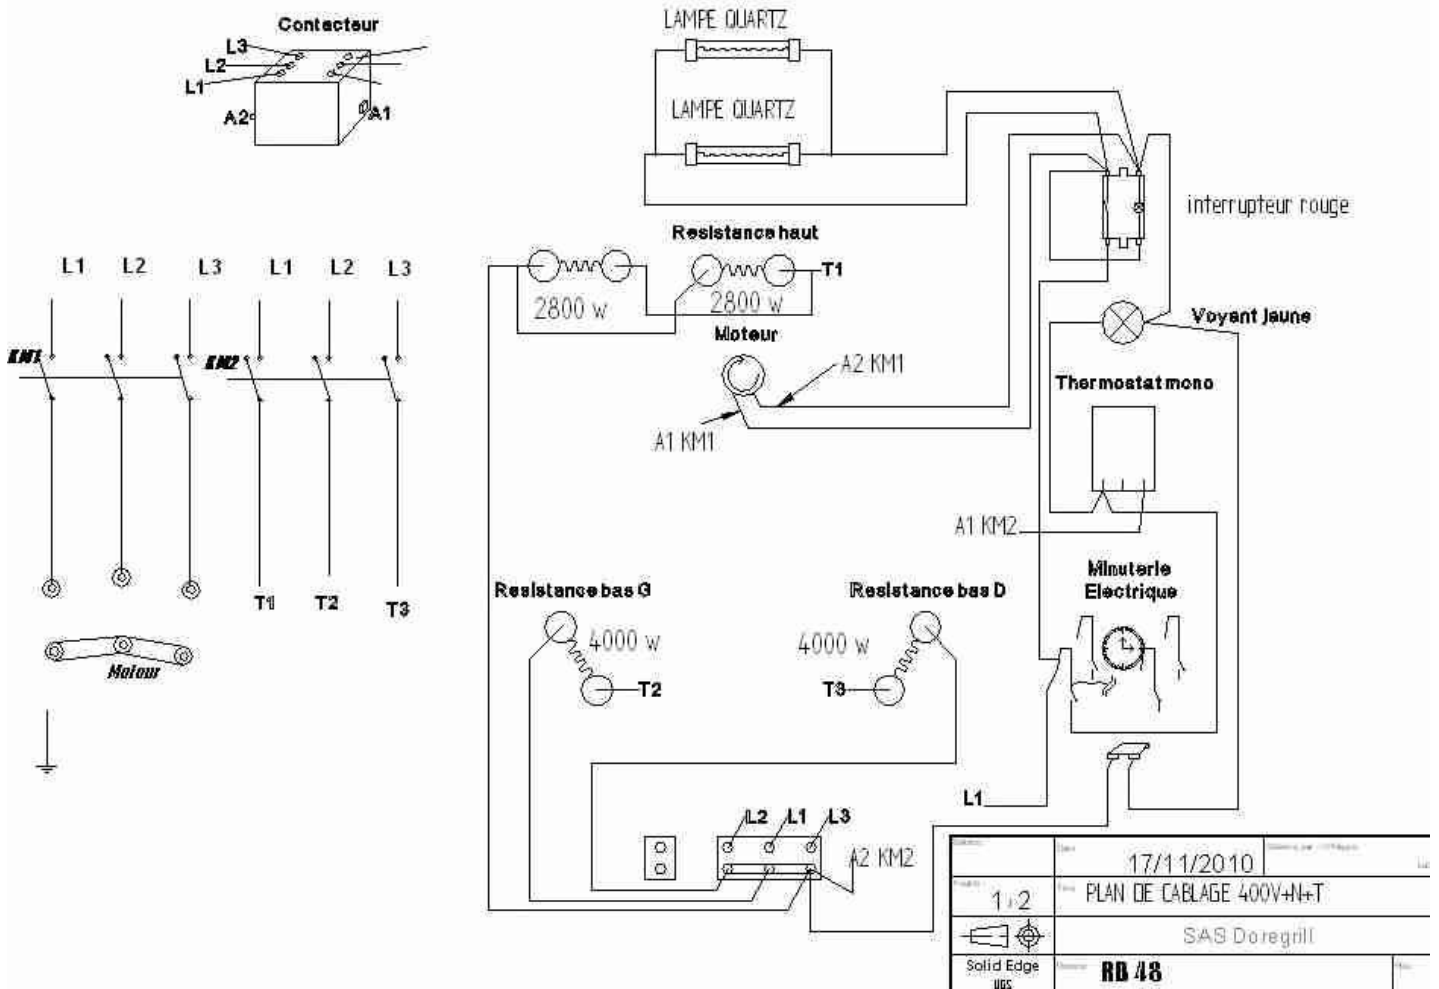 Contacteur
L3
L2
L1
A2
A1
LAMPE QUARTZ
LAMPE QUARTZ
interrupteur rouge
Resistance haut
T1
2800 w
2800 w
Moteur
A2 KM1
A1 KM1
Voyant jaune
Thermostat mono
A1 KM2
L1 L2 L3 L1 L2 L3
KM1
KM2
T1 T2 T3
Moteur
Resistance bas G
4000 w
T2
Resistance bas D
4000 w
T3
Minuterie
Electrique
L1
L2 L1 L3
A2 KM2
17/11/2010
1 / 2
PLAN DE CABLAGE 400V+N+T
SAS Doregrill
Solid Edge
UGS
RB 48